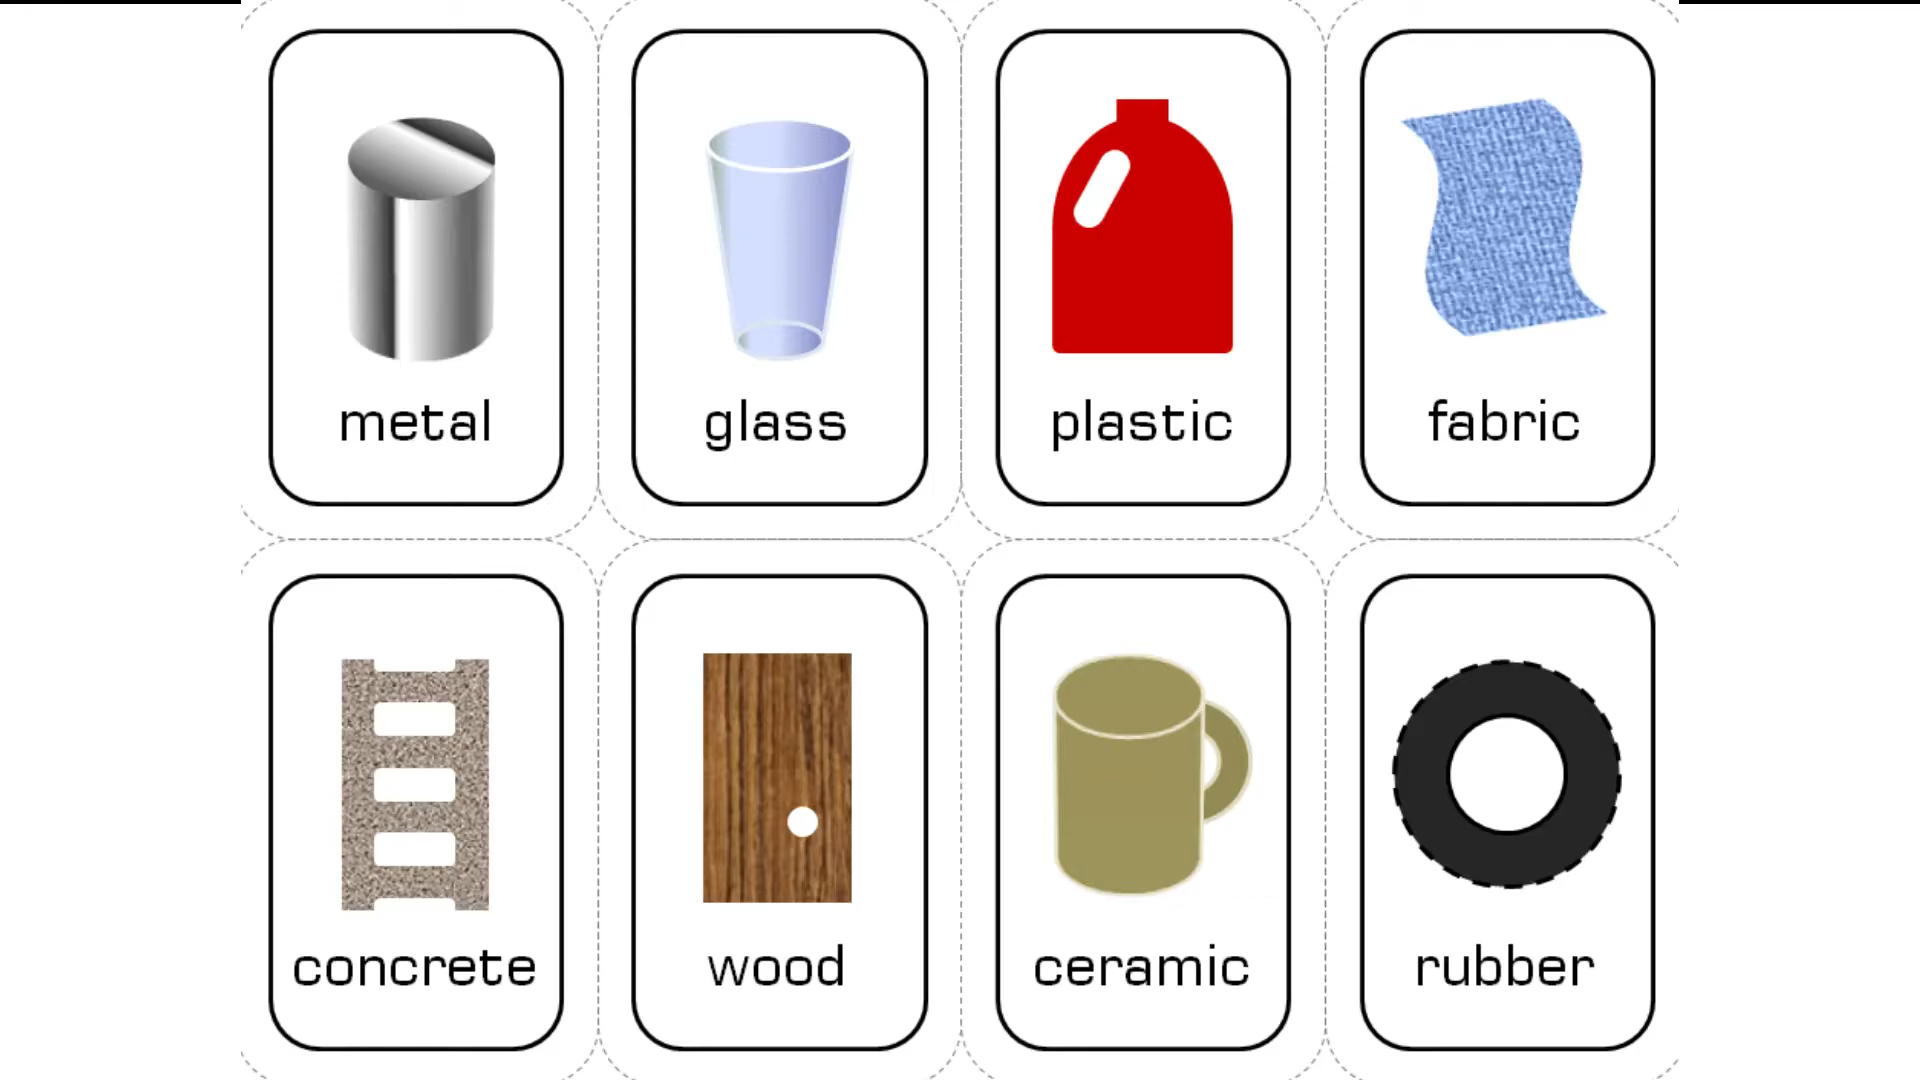 metal
glass
plastic
fabric
concrete
wood
ceramic
rubber